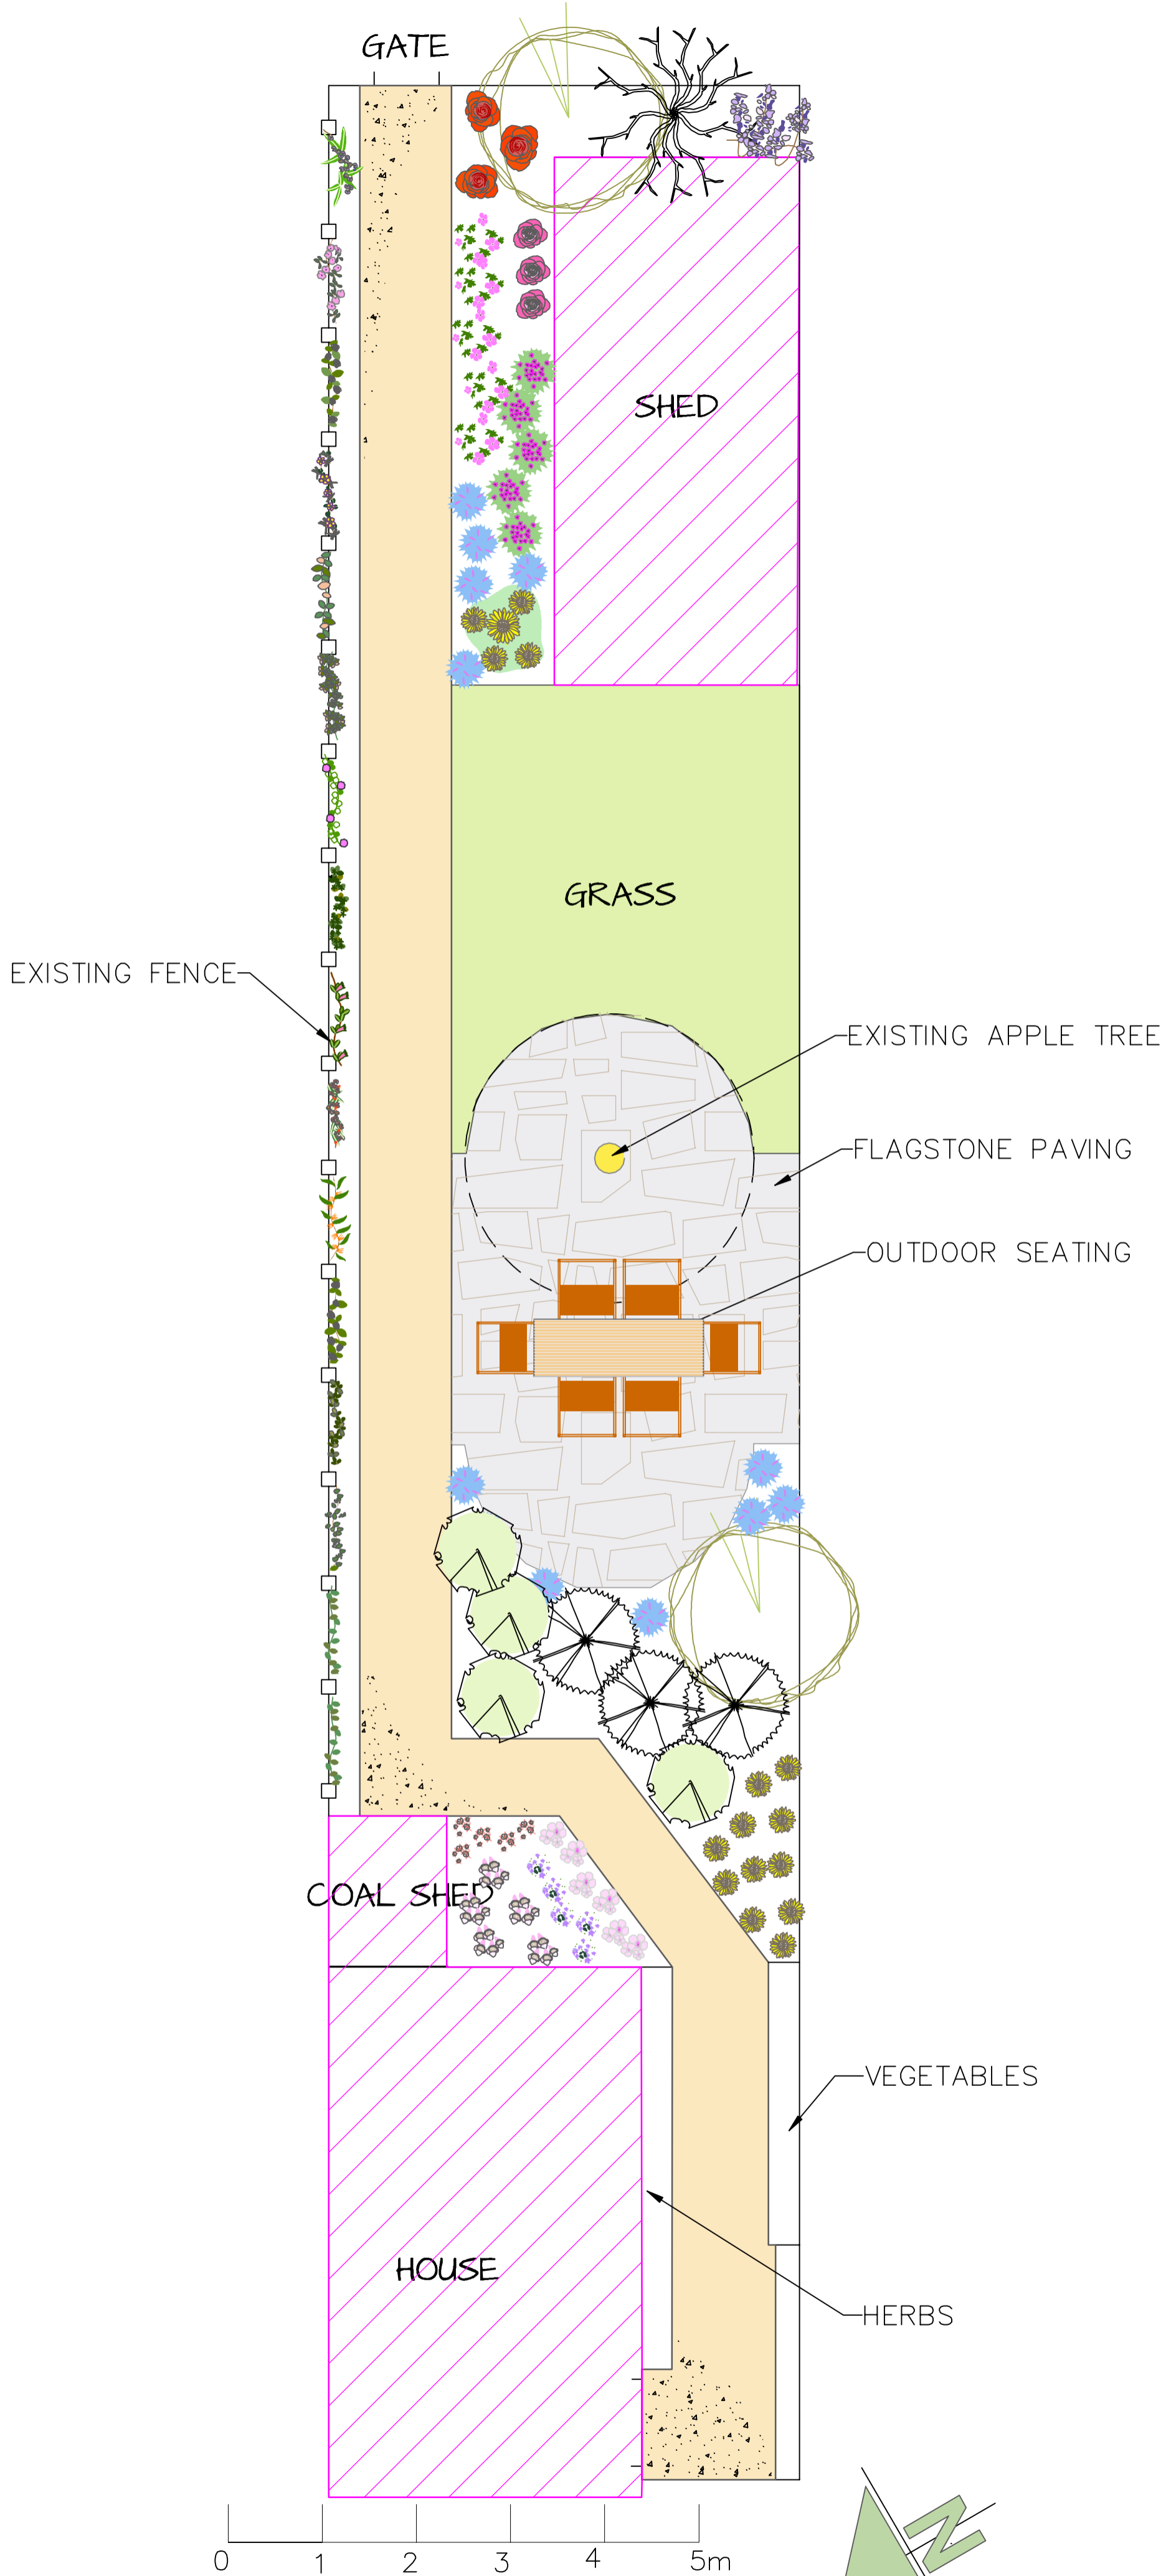 GATE
SHED
GRASS
EXISTING FENCE
EXISTING APPLE TREE
FLAGSTONE PAVING
OUTDOOR SEATING
COAL SHED
VEGETABLES
HOUSE
HERBS
N
0 1 2 3 4 5m